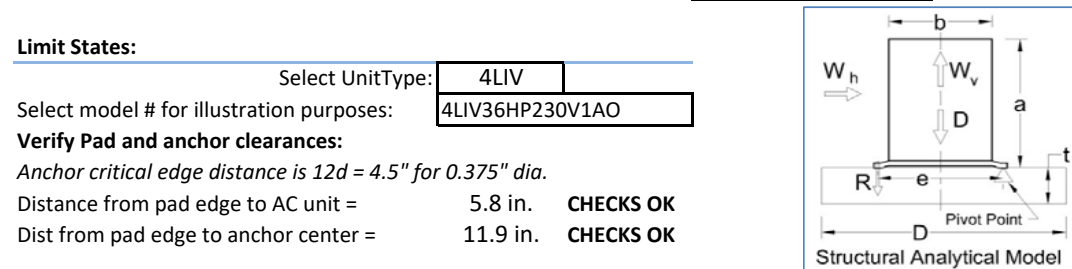 Limit States:
Select UnitType: 4LIV
Select model # for illustration purposes: 4LIV36HP230V1AO
Verify Pad and anchor clearances:
Anchor critical edge distance is 12d = 4.5" for 0.375" dia.
Distance from pad edge to AC unit = 5.8 in. CHECKS OK
Dist from pad edge to anchor center = 11.9 in. CHECKS OK
b
Wh
Wv
a
D
t
R
e
Pivot Point
D
Structural Analytical Model